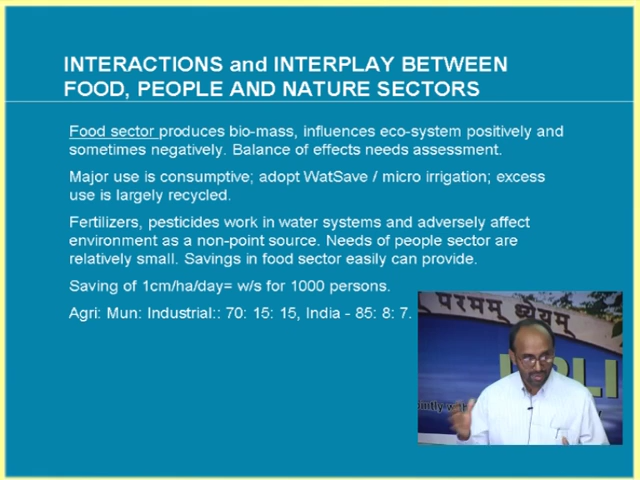 INTERACTIONS and INTERPLAY BETWEEN
FOOD, PEOPLE AND NATURE SECTORS
Food sector produces bio-mass, influences eco-system positively and
sometimes negatively. Balance of effects needs assessment.
Major use is consumptive; adopt WatSave / micro irrigation; excess
use is largely recycled.
Fertilizers, pesticides work in water systems and adversely affect
environment as a non-point source. Needs of people sector are
relatively small. Savings in food sector easily can provide.
Saving of 1cm/ha/day= w/s for 1000 persons.
Agri: Mun: Industrial:: 70: 15: 15, India - 85: 8: 7.
परमम् ध्येयम्